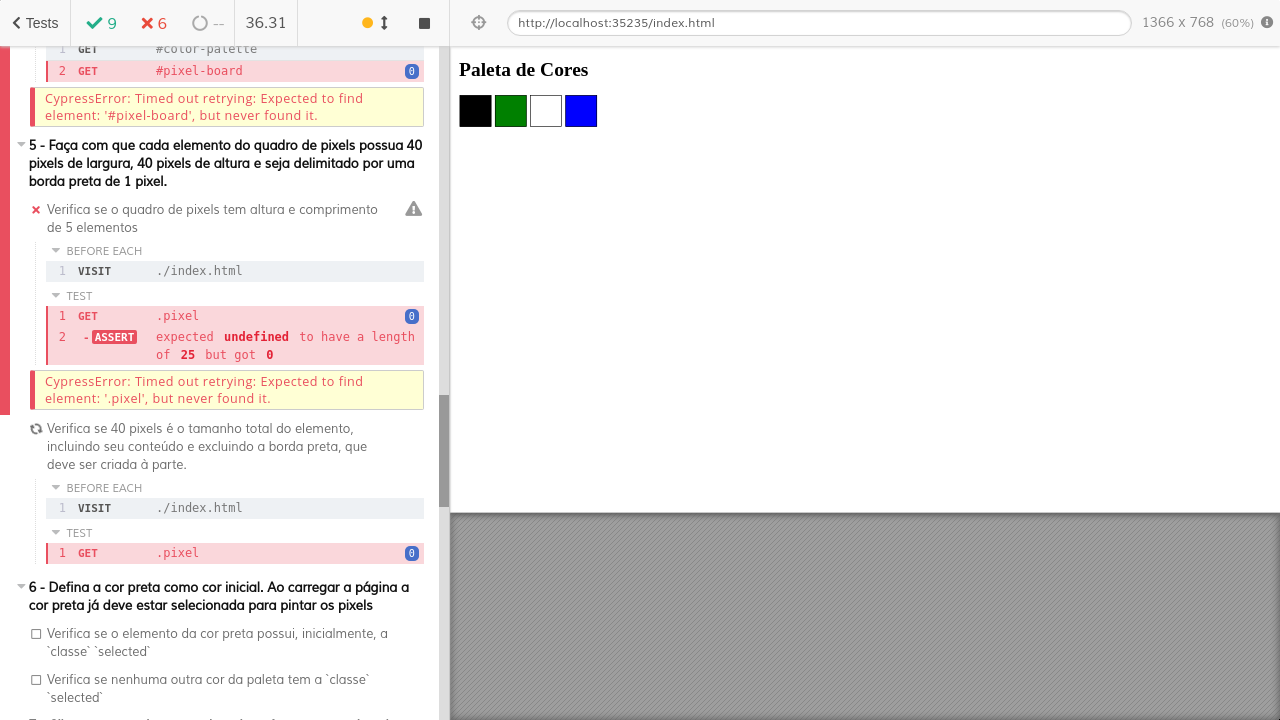 Tests
9
6
--
36.31
http://localhost:35235/index.html
1366 x 768 (60%)
1 GET #color-palette
2 GET #pixel-board 0
CypressError: Timed out retrying: Expected to find
element: '#pixel-board', but never found it.
5 - Faça com que cada elemento do quadro de pixels possua 40
pixels de largura, 40 pixels de altura e seja delimitado por uma
borda preta de 1 pixel.
Verifica se o quadro de pixels tem altura e comprimento
de 5 elementos
BEFORE EACH
1 VISIT ./index.html
TEST
1 GET .pixel 0
2 -ASSERT expected undefined to have a length
of 25 but got 0
CypressError: Timed out retrying: Expected to find
element: '.pixel', but never found it.
Verifica se 40 pixels é o tamanho total do elemento,
incluindo seu conteúdo e excluindo a borda preta, que
deve ser criada à parte.
BEFORE EACH
1 VISIT ./index.html
TEST
1 GET .pixel 0
6 - Defina a cor preta como cor inicial. Ao carregar a página a
cor preta já deve estar selecionada para pintar os pixels
Verifica se o elemento da cor preta possui, inicialmente, a
`classe` `selected`
Verifica se nenhuma outra cor da paleta tem a `classe`
`selected`
Paleta de Cores